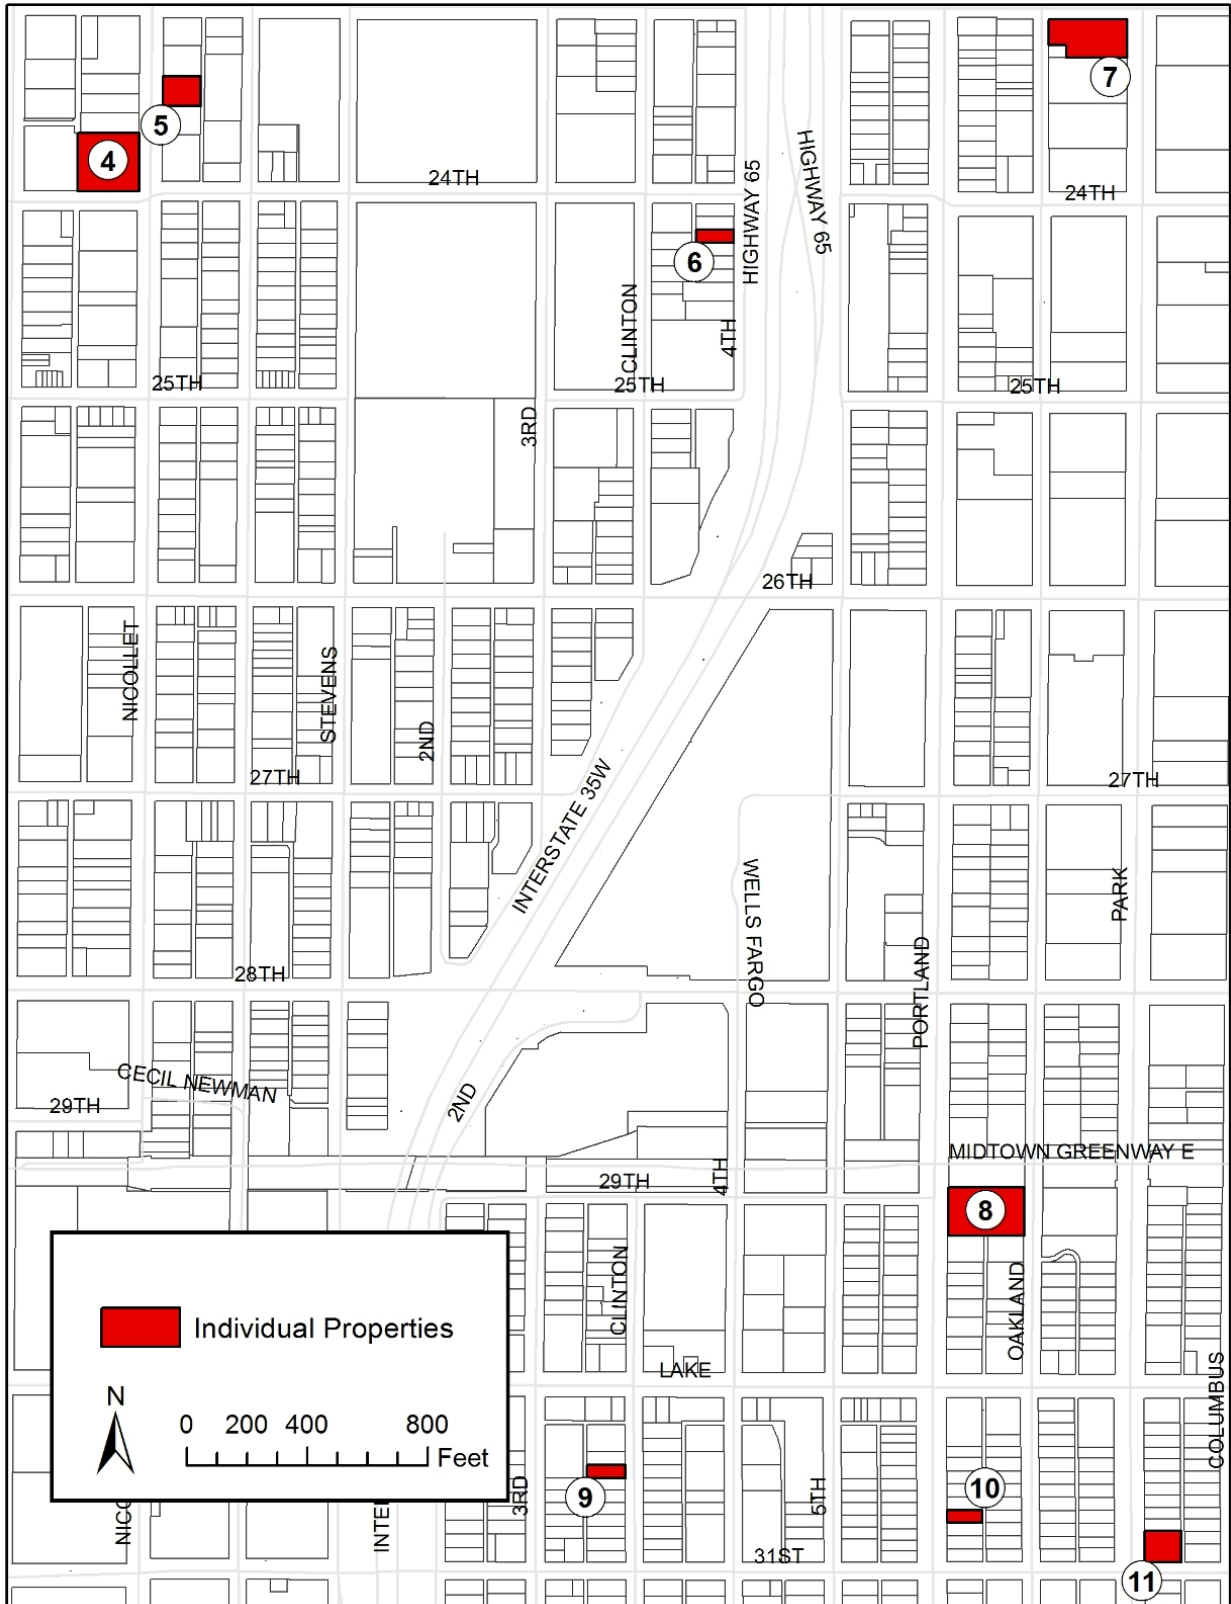 7
5
4
24TH
HIGHWAY 65
HIGHWAY 65
24TH
6
CLINTON
4TH
25TH
25TH
25TH
3RD
26TH
NICOLLET
STEVENS
2ND
27TH
27TH
INTERSTATE 35W
WELLS FARGO
PARK
28TH
PORTLAND
CECIL NEWMAN
29TH
2ND
MIDTOWN GREENWAY E
29TH
4TH
8
CLINTON
OAKLAND
Individual Properties
LAKE
COLUMBUS
N
0 200 400 800
Feet
3RD
9
5TH
10
NICO
INTE
31ST
11